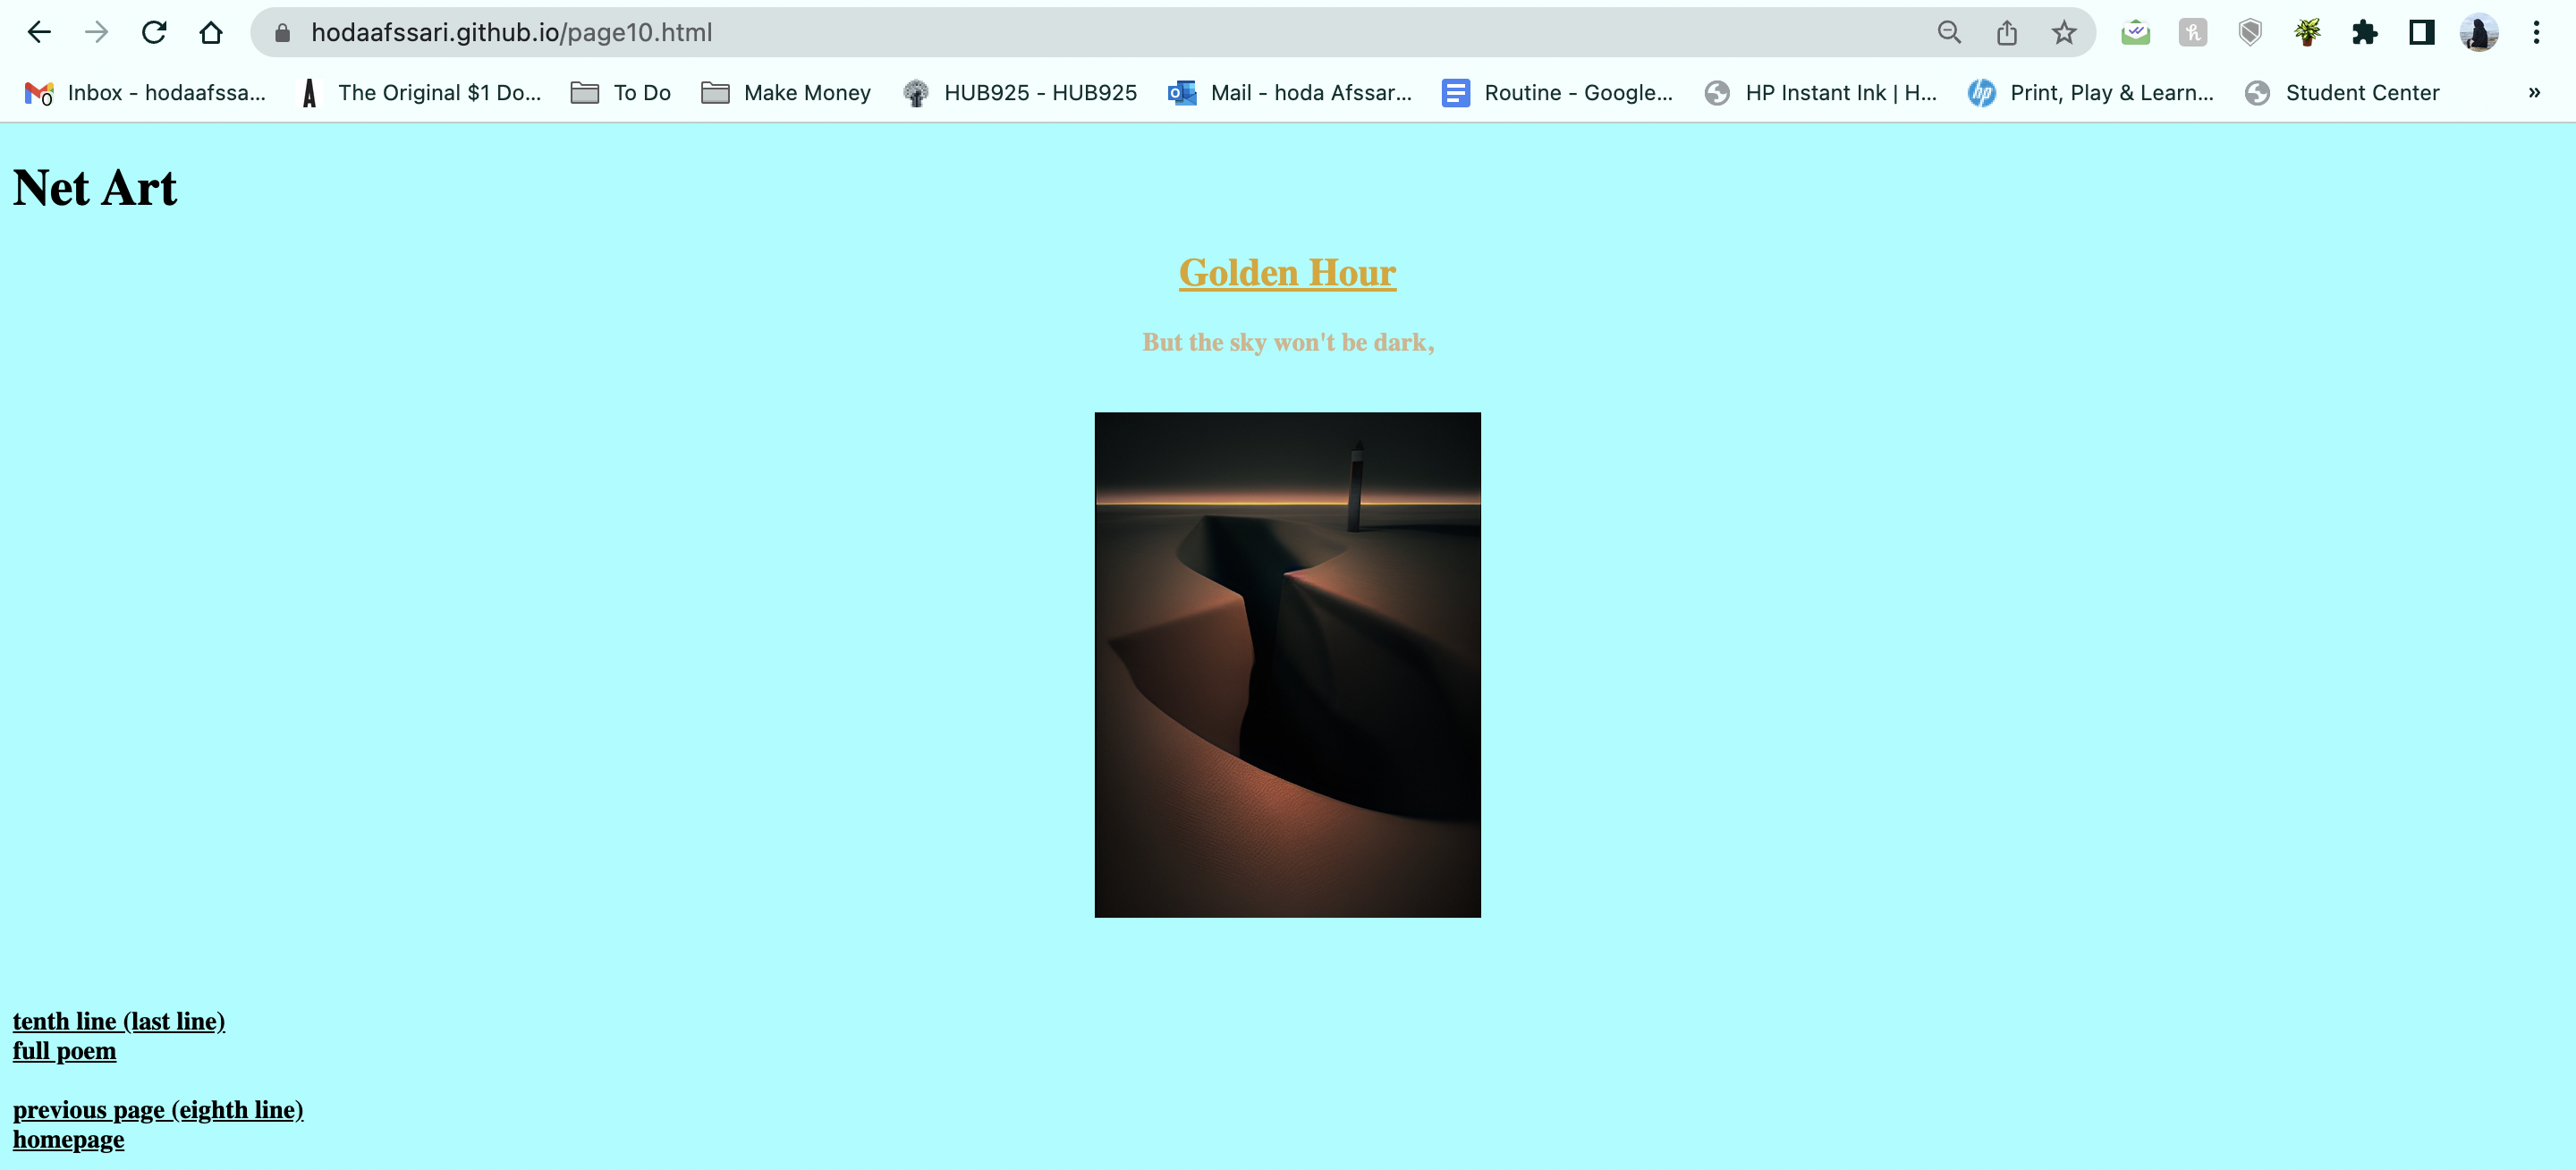 hodaafssari.github.io/page10.html
Inbox - hodaafssa... The Original $1 Do... To Do Make Money HUB925 - HUB925 Mail - hoda Afssar... Routine - Google... HP Instant Ink | H... Print, Play & Learn... Student Center »
Net Art
Golden Hour
But the sky won't be dark,
tenth line (last line)
full poem
previous page (eighth line)
homepage